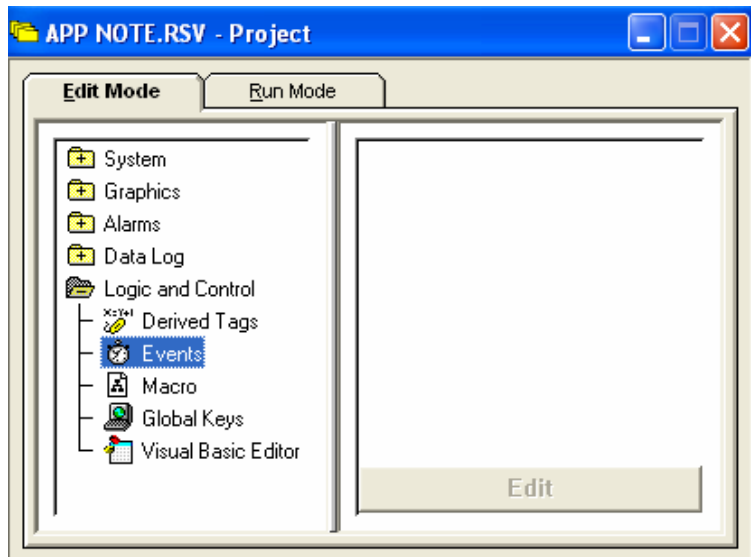 APP NOTE.RSV - Project
Edit Mode Run Mode
System
Graphics
Alarms
Data Log
Logic and Control
X=Y+1 Derived Tags
Events
Macro
Global Keys
Visual Basic Editor
Edit